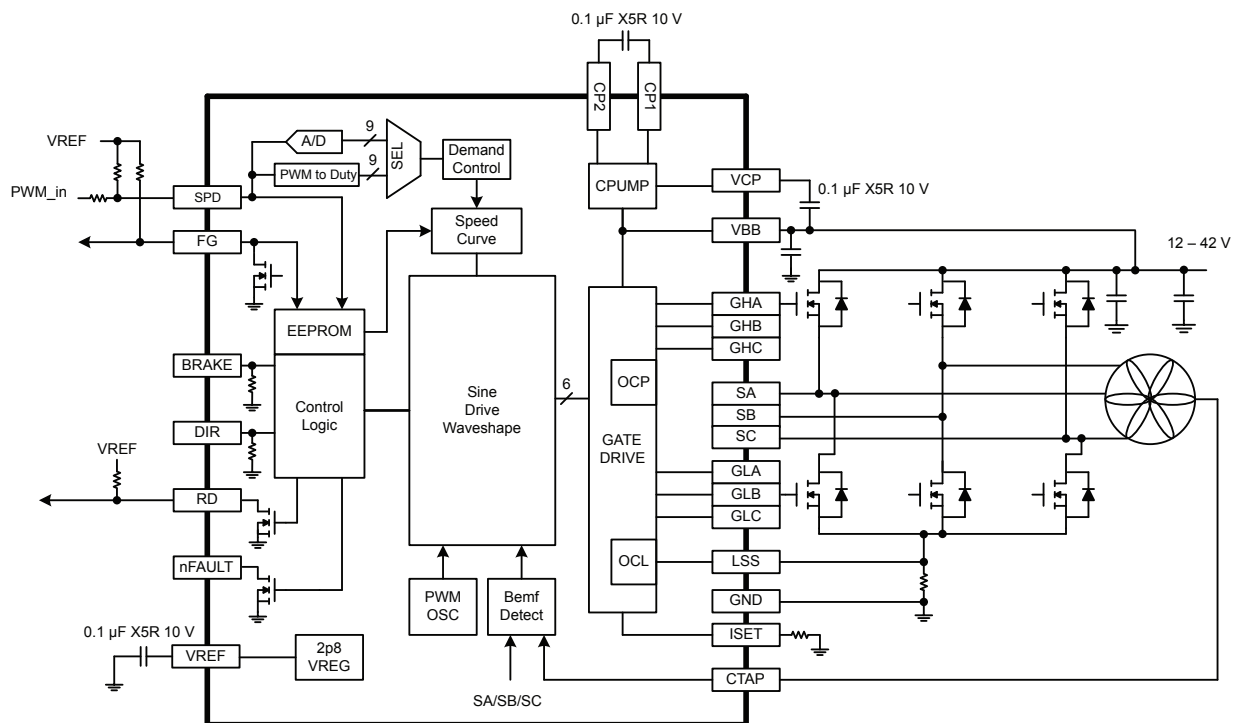 0.1 µF X5R 10 V
CP2
CP1
VREF
PWM_in
SPD
FG
A/D
9
PWM to Duty
9
SEL
Demand
Control
Speed
Curve
CPUMP
VCP
0.1 µF X5R 10 V
VBB
12 – 42 V
EEPROM
Control
Logic
BRAKE
DIR
VREF
RD
nFAULT
0.1 µF X5R 10 V
VREF
2p8
VREG
Sine
Drive
Waveshape
6
PWM
OSC
Bemf
Detect
SA/SB/SC
OCP
GATE
DRIVE
OCL
GHA
GHB
GHC
SA
SB
SC
GLA
GLB
GLC
LSS
GND
ISET
CTAP